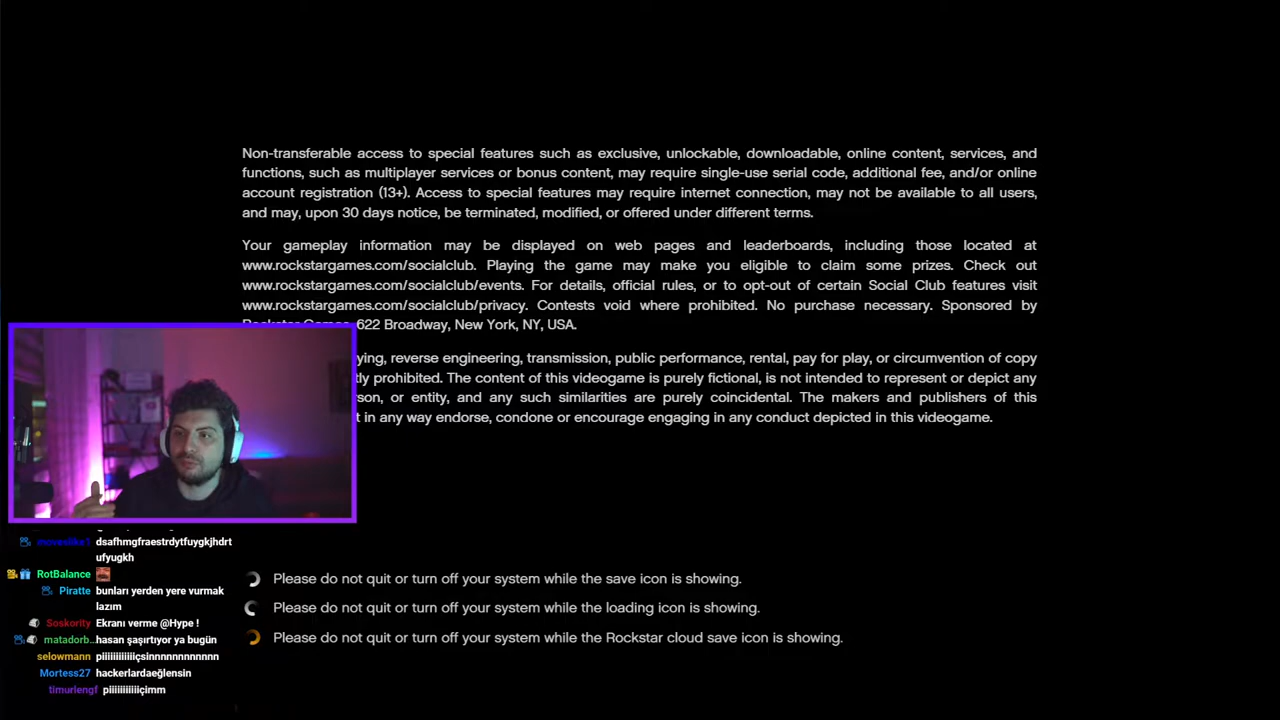 Non-transferable access to special features such as exclusive, unlockable, downloadable, online content, services, and
functions, such as multiplayer services or bonus content, may require single-use serial code, additional fee, and/or online
account registration (13+). Access to special features may require internet connection, may not be available to all users,
and may, upon 30 days notice, be terminated, modified, or offered under different terms.
Your gameplay information may be displayed on web pages and leaderboards, including those located at
www.rockstargames.com/socialclub. Playing the game may make you eligible to claim some prizes. Check out
www.rockstargames.com/socialclub/events. For details, official rules, or to opt-out of certain Social Club features visit
www.rockstargames.com/socialclub/privacy. Contests void where prohibited. No purchase necessary. Sponsored by
622 Broadway, New York, NY, USA.
ying, reverse engineering, transmission, public performance, rental, pay for play, or circumvention of copy
tly prohibited. The content of this videogame is purely fictional, is not intended to represent or depict any
son, or entity, and any such similarities are purely coincidental. The makers and publishers of this
t in any way endorse, condone or encourage engaging in any conduct depicted in this videogame.
dsafhmgfraestrdytfuygkjhdrt
ufyugkh
RotBalance
Piratte bunları yerden yere vurmak
lazım
Soskority Ekranı verme @Hype !
matadorb... hasan şaşırtıyor ya bugün
selowmann piiiiiiiiiiiiçsinnnnnnnnnnn
Mortess27 hackerlardaeğlensin
timurlengf piiiiiiiiiiiçimm
Please do not quit or turn off your system while the save icon is showing.
Please do not quit or turn off your system while the loading icon is showing.
Please do not quit or turn off your system while the Rockstar cloud save icon is showing.